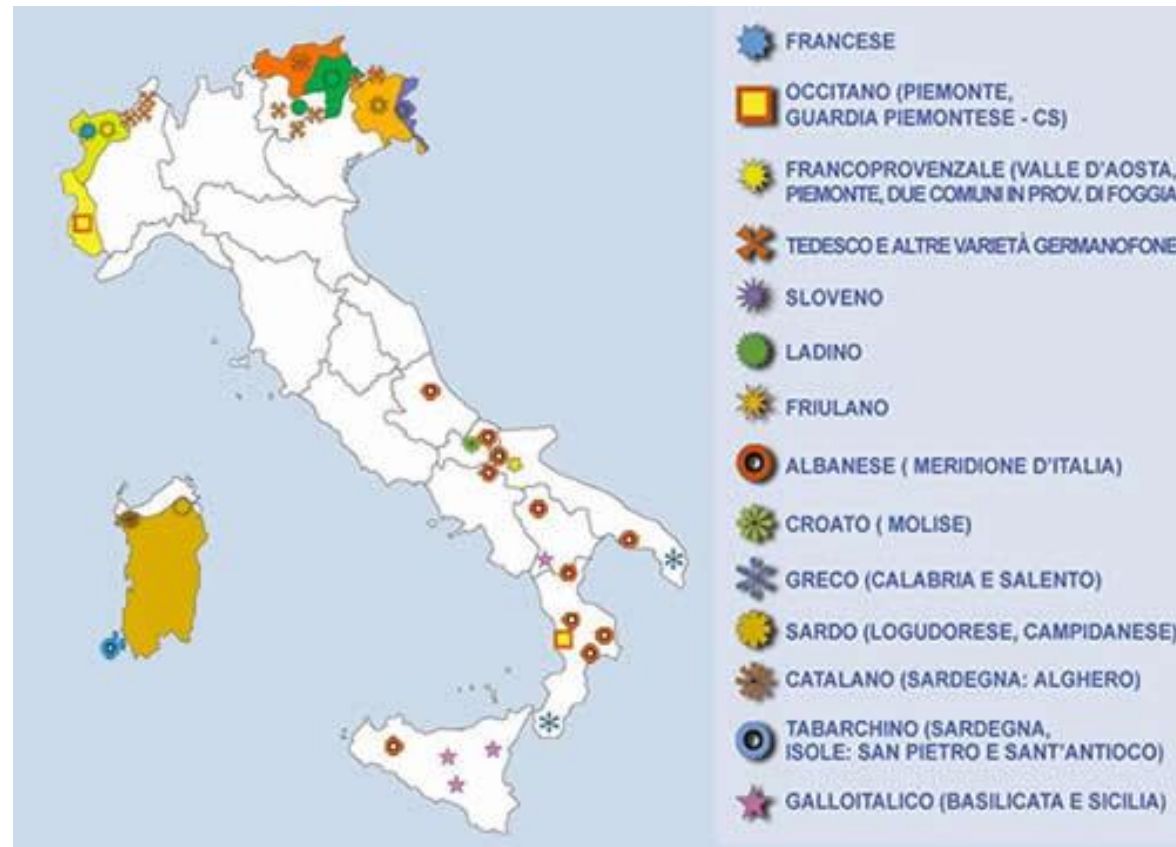 FRANCESE
OCCITANO (PIEMONTE,
GUARDIA PIEMONTESE - CS)
FRANCOPROVENZALE (VALLE D'AOSTA,
PIEMONTE, DUE COMUNI IN PROV. DI FOGGIA
TEDESCO E ALTRE VARIETÀ GERMANOFONE
SLOVENO
LADINO
FRIULANO
ALBANESE ( MERIDIONE D'ITALIA)
CROATO ( MOLISE)
GRECO (CALABRIA E SALENTO)
SARDO (LOGUDORESE, CAMPIDANESE)
CATALANO (SARDEGNA: ALGHERO)
TABARCHINO (SARDEGNA,
ISOLE: SAN PIETRO E SANT'ANTIOCO)
GALLOITALICO (BASILICATA E SICILIA)